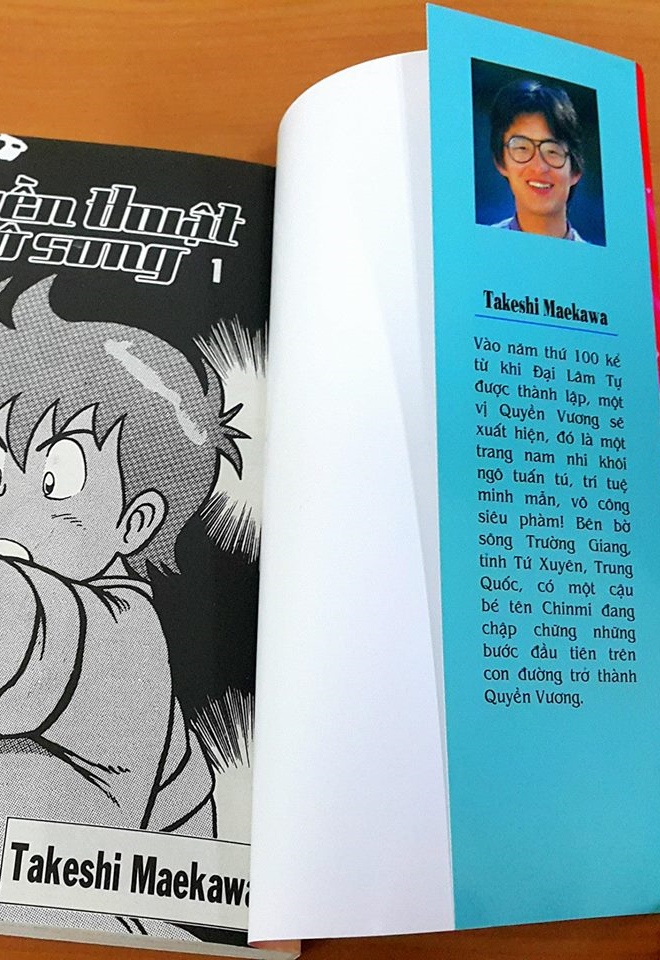 ền thuật
ô song 1
Takeshi Maekawa
Takeshi Maekawa
Vào năm thứ 100 kể
từ khi Đại Lâm Tự
được thành lập, một
vị Quyền Vương sẽ
xuất hiện, đó là một
trang nam nhi khôi
ngô tuấn tú, trí tuệ
minh mẫn, võ công
siêu phàm! Bên bờ
sông Trường Giang,
tỉnh Tứ Xuyên, Trung
Quốc, có một cậu
bé tên Chinmi đang
chập chững những
bước đầu tiên trên
con đường trở thành
Quyền Vương.